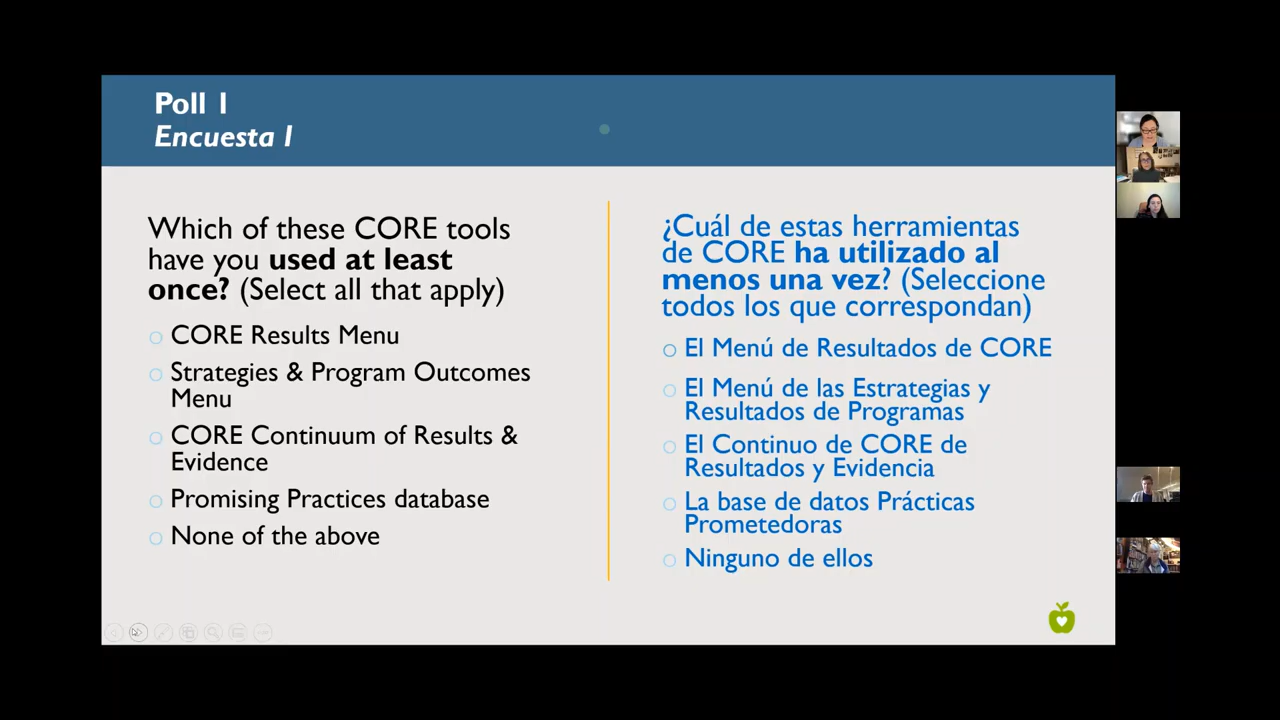 Poll 1
Encuesta 1
Which of these CORE tools
have you used at least
once? (Select all that apply)
CORE Results Menu
Strategies & Program Outcomes
Menu
CORE Continuum of Results &
Evidence
Promising Practices database
None of the above
¿Cuál de estas herramientas
de CORE ha utilizado al
menos una vez? (Seleccione
todos los que correspondan)
El Menú de Resultados de CORE
El Menú de las Estrategias y
Resultados de Programas
El Continuo de CORE de
Resultados y Evidencia
La base de datos Prácticas
Prometedoras
Ninguno de ellos